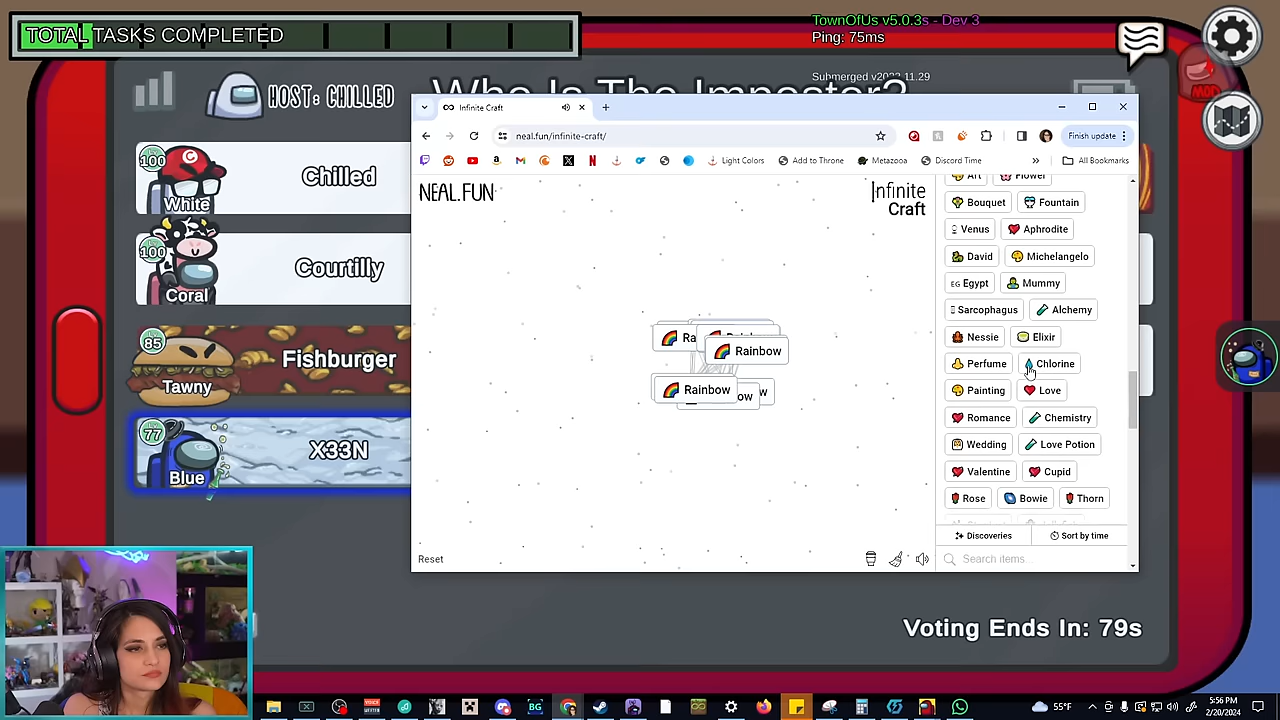 TOTAL TASKS COMPLETED
TownOfUs v5.0.3s - Dev 3
Ping: 75ms
Submerged v2023.11.29
HOST: CHILLED
Who Is The Impostor?
MOD
100
Chilled
White
100
Courtilly
Coral
85
Fishburger
Tawny
77
X33N
Blue
Infinite Craft
neal.fun/infinite-craft/
Finish update
Light Colors
Add to Throne
Metazooa
Discord Time
All Bookmarks
NEAL.FUN
Infinite
Craft
Art
Flower
Bouquet
Fountain
Venus
Aphrodite
David
Michelangelo
EG Egypt
Mummy
Sarcophagus
Alchemy
Nessie
Elixir
Perfume
Chlorine
Painting
Love
Romance
Chemistry
Wedding
Love Potion
Valentine
Cupid
Rose
Bowie
Thorn
Ra
Rainbow
Rainbow
w
ow
Discoveries
Sort by time
Search items...
Reset
Voting Ends In: 79s
BG
55°
5:56 PM
2/20/2024